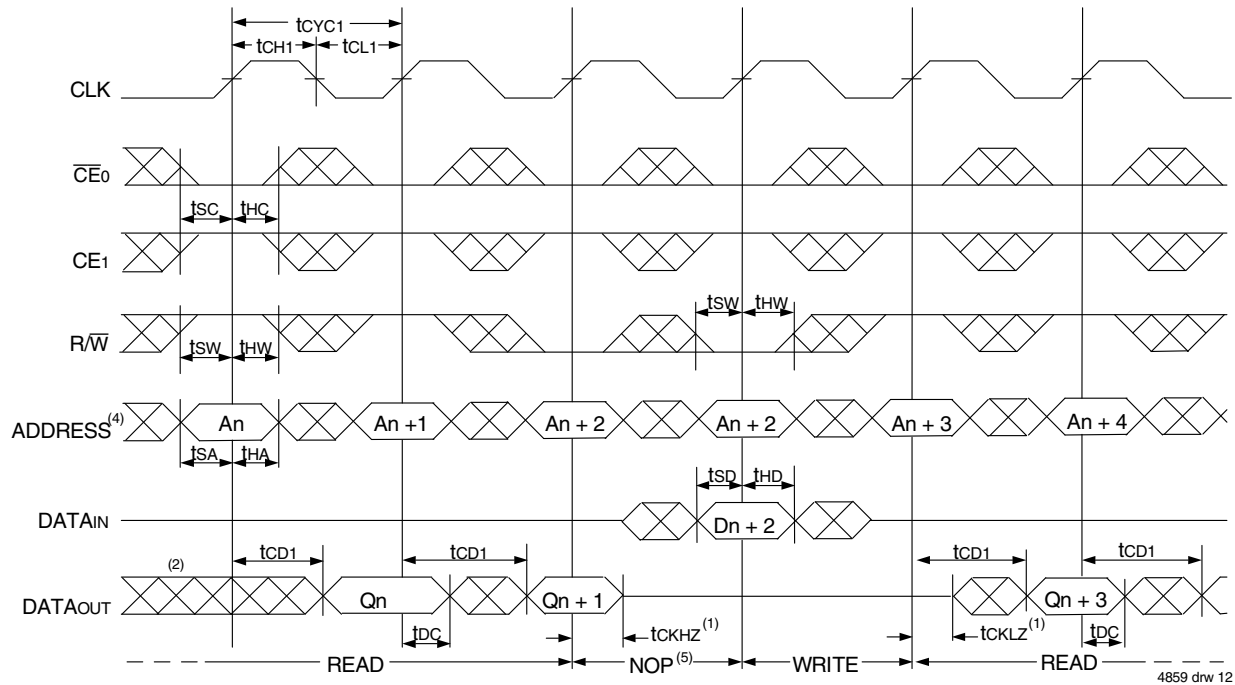 tCYC1
tCH1 tCL1
CLK
CE0
tSC tHC
CE1
tSW tHW
R/W
tSW tHW
ADDRESS(4) An An +1 An + 2 An + 2 An + 3 An + 4
tSA tHA
tSD tHD
DATAIN Dn + 2
tCD1 tCD1 tCD1 tCD1
(2)
DATAOUT Qn Qn + 1 Qn + 3
tDC tCKHZ(1) tCKLZ(1) tDC
READ NOP(5) WRITE READ
4859 drw 12